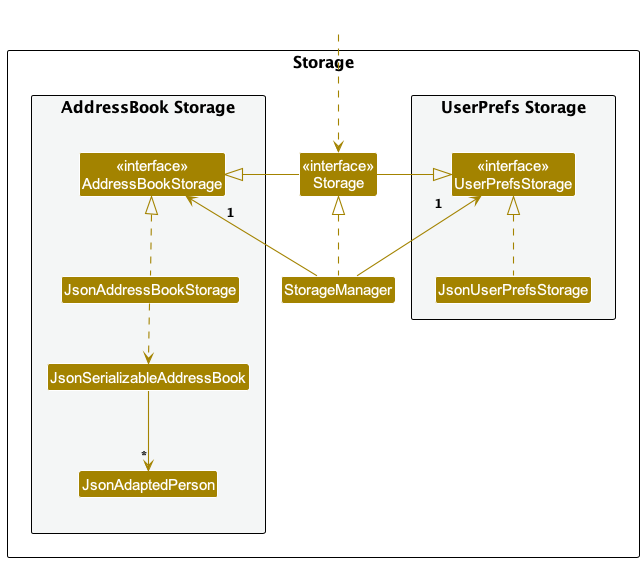 Storage
AddressBook Storage
UserPrefs Storage
«interface»
AddressBookStorage
«interface»
Storage
«interface»
UserPrefsStorage
1
1
JsonAddressBookStorage
StorageManager
JsonUserPrefsStorage
JsonSerializableAddressBook
*
JsonAdaptedPerson